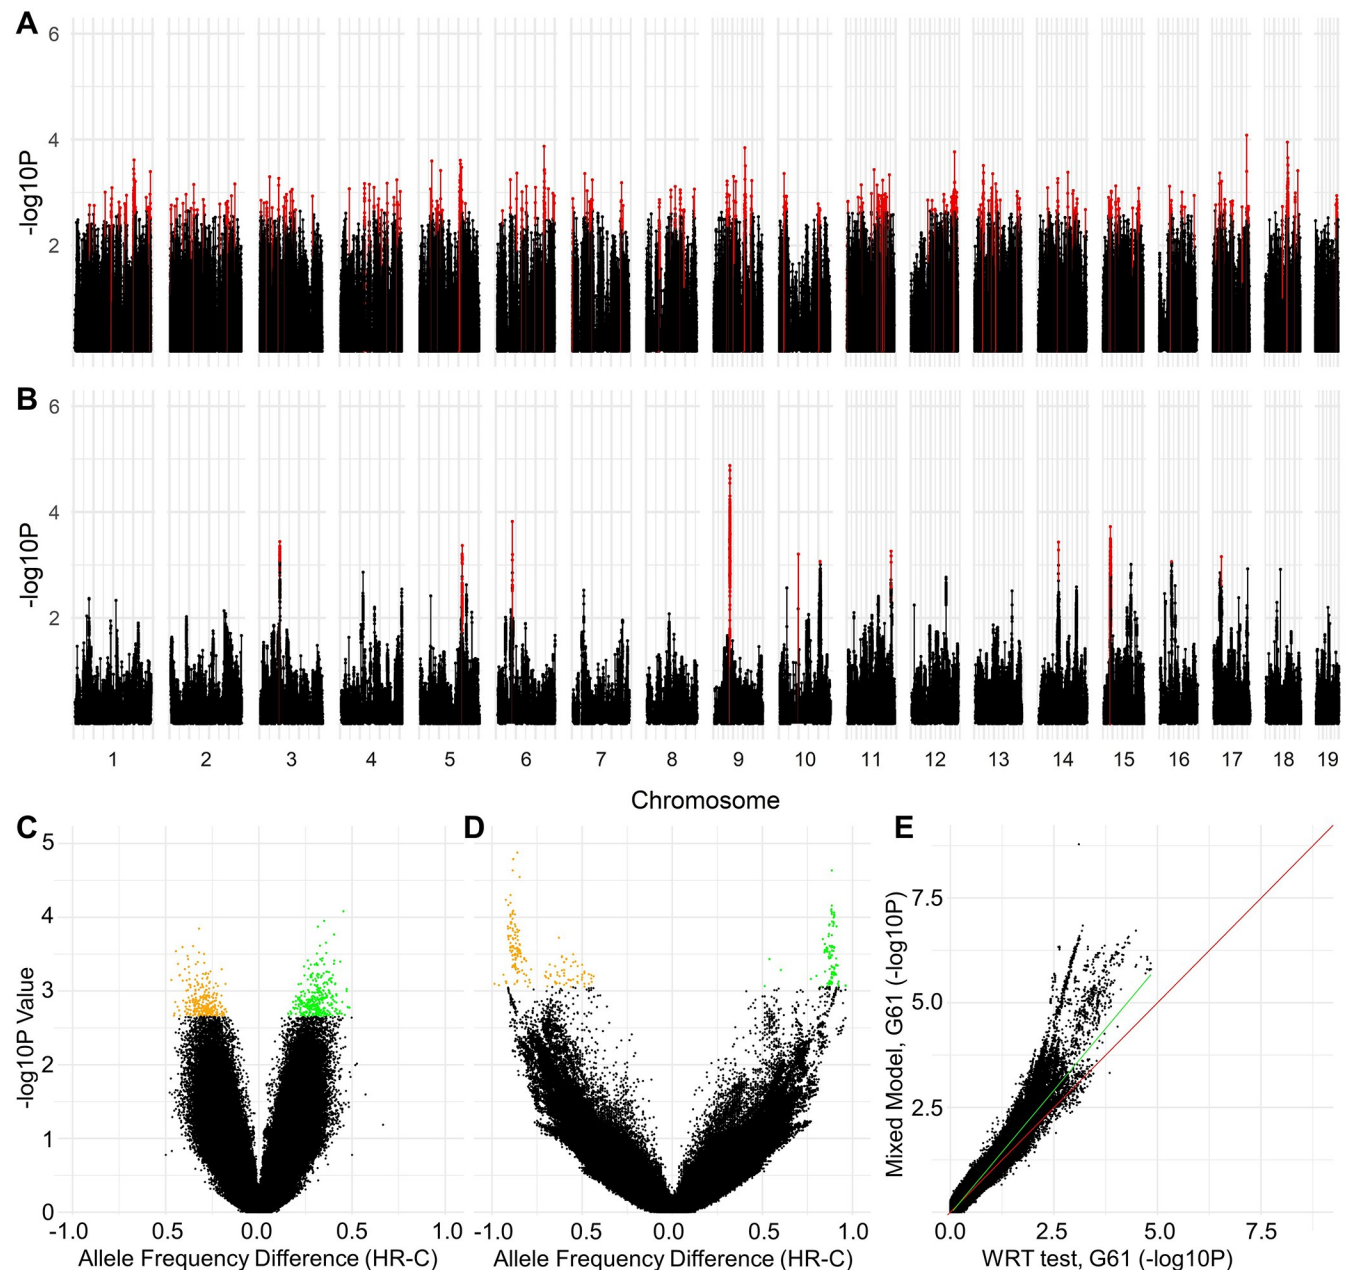 A
6
4
2
-log10P
B
6
4
2
-log10P
1 2 3 4 5 6 7 8 9 10 11 12 13 14 15 16 17 18 19
Chromosome
C
5
4
3
2
1
0
-log10P Value
-1.0 0.5 0.0 0.5 1.0
Allele Frequency Difference (HR-C)
D
-1.0 0.5 0.0 0.5 1.0
Allele Frequency Difference (HR-C)
E
7.5
5.0
2.5
Mixed Model, G61 (-log10P)
0.0 2.5 5.0 7.5
WRT test, G61 (-log10P)